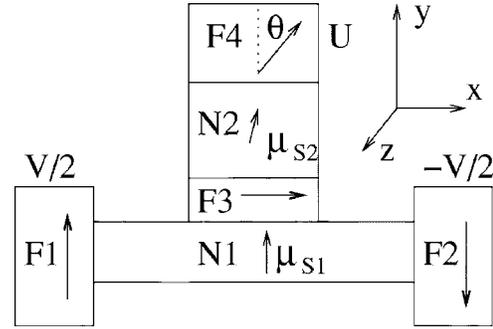 F4 θ U
y
x
z
N2 μS2
F3
V/2
−V/2
F1
N1 μS1
F2